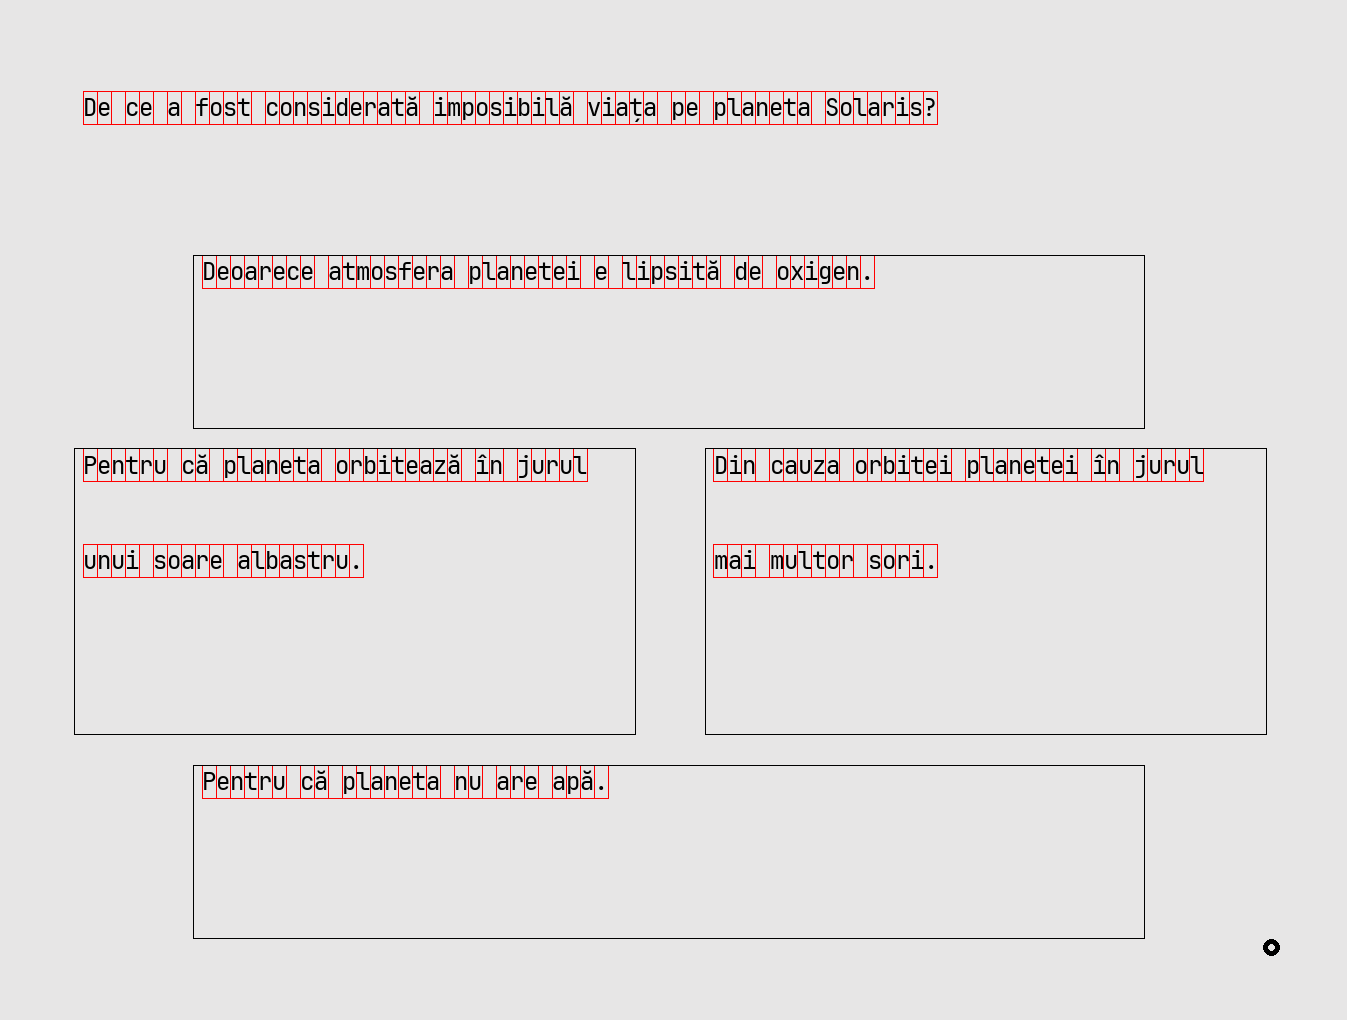 De ce a fost considerată imposibilă viața pe planeta Solaris?
Deoarece atmosfera planetei e lipsită de oxigen.
Pentru că planeta orbitează în jurul
unui soare albastru.
Din cauza orbitei planetei în jurul
mai multor sori.
Pentru că planeta nu are apă.